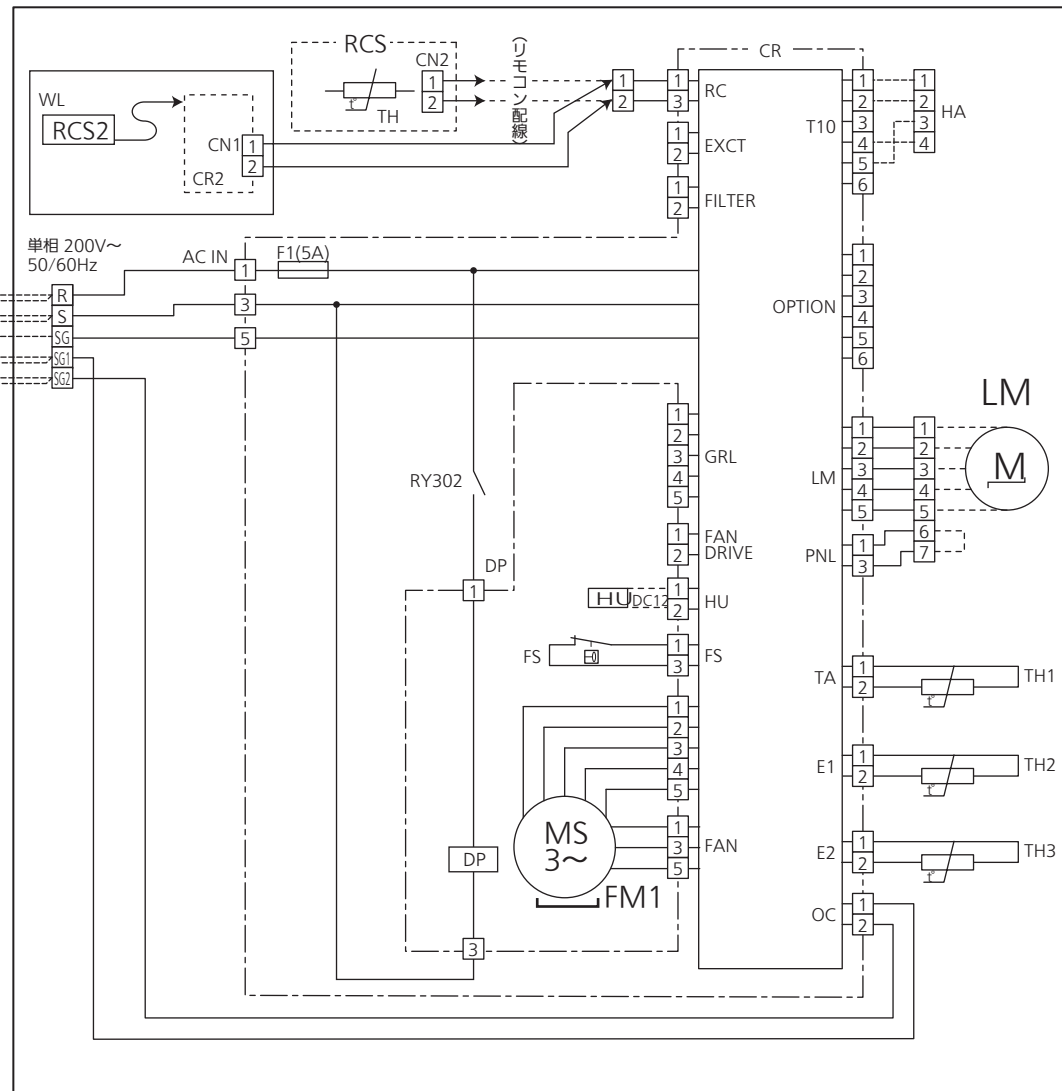 RCS
CN2
1
2
TH
t°
(リモコン配線)
1
2
WL
RCS2
CN1
1
2
CR2
CR
1
3
RC
1
2
EXCT
1
2
FILTER
1
2
3
4
5
6
T10
1
2
3
4
HA
単相 200V〜
50/60Hz
AC IN
1
3
5
F1(5A)
R
S
SG
SG1
SG2
OPTION
1
2
3
4
5
6
RY302
DP
1
DP
3
1
2
3
4
5
GRL
1
2
FAN
DRIVE
HU
DC12
1
2
HU
FS
1
3
FS
1
2
3
4
5
1
3
5
FAN
MS
3〜
FM1
LM
M
LM
1
2
3
4
5
1
2
3
4
5
6
7
PNL
1
3
TA
1
2
t°
TH1
E1
1
2
t°
TH2
E2
1
2
t°
TH3
OC
1
2